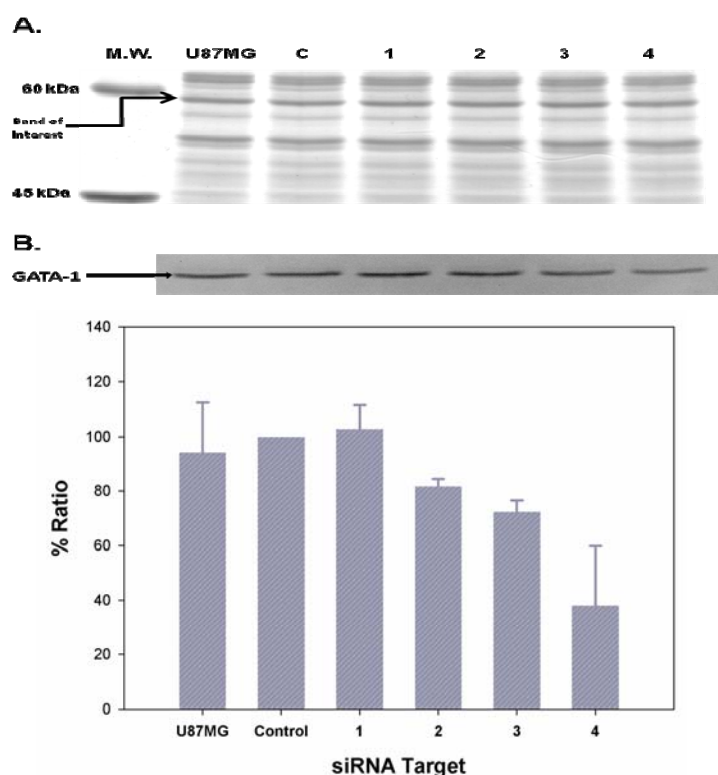 A.
M.W. U87MG C 1 2 3 4
60 kDa
Band of
Interest
45 kDa
B.
GATA-1
140
120
100
80
60
40
20
0
% Ratio
U87MG Control 1 2 3 4
siRNA Target